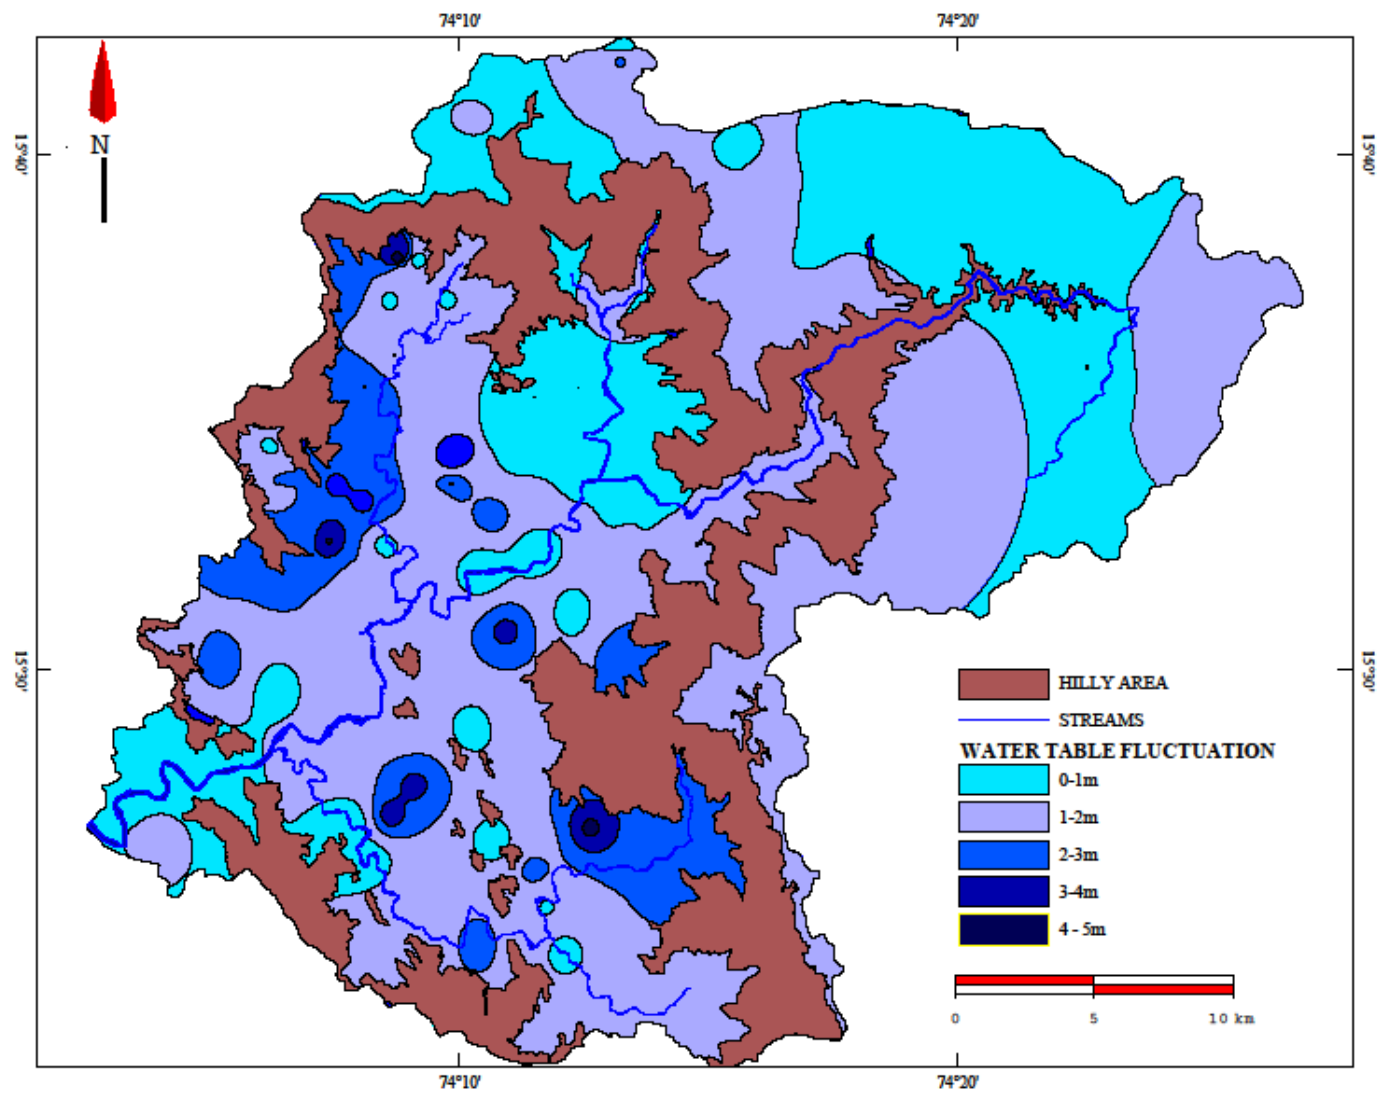 74°10' 74°20'
N
15°40' 15°40'
15°30' 15°30'
HILLY AREA
STREAMS
WATER TABLE FLUCTUATION
0-1m
1-2m
2-3m
3-4m
4 - 5m
0 5 10 km
74°10' 74°20'